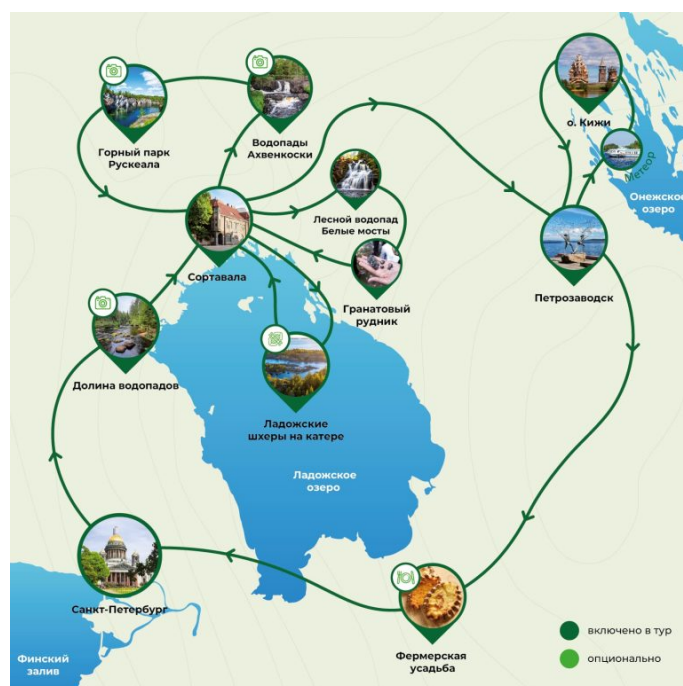 о. Кижи
Метеор
Онежское
озеро
Горный парк
Рускеала
Водопады
Ахвенкоски
Лесной водопад
Белые мосты
Сортавала
Гранатовый
рудник
Петрозаводск
Долина водопадов
Ладожские
шхеры на катере
Ладожское
озеро
Санкт-Петербург
Финский
залив
Фермерская
усадьба
включено в тур
опционально